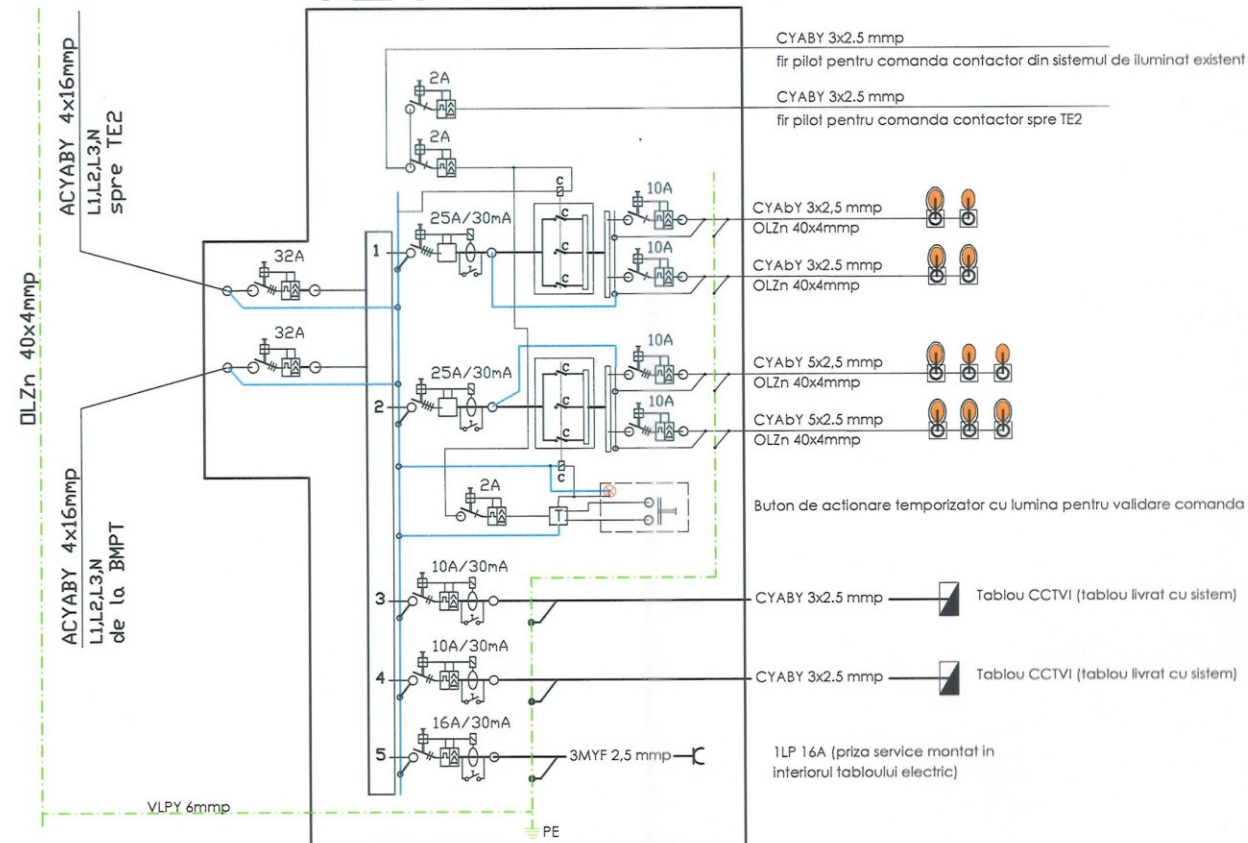 CYABY 3x2.5 mmp
fir pilot pentru comanda contactor din sistemul de iluminat existent
CYABY 3x2.5 mmp
fir pilot pentru comanda contactor spre TE2
2A
2A
ACYABY 4x16mmp
L1,L2,L3,N
spre TE2
OLZn 40x4mmp
ACYABY 4x16mmp
L1,L2,L3,N
de la BMPT
32A
32A
1
25A/30mA
C
C
C
C
10A
CYAbY 3x2,5 mmp
OLZn 40x4mmp
10A
CYAbY 3x2.5 mmp
OLZn 40x4mmp
2
25A/30mA
C
C
C
C
10A
CYAbY 5x2,5 mmp
OLZn 40x4mmp
10A
CYAbY 5x2.5 mmp
OLZn 40x4mmp
2A
T
Buton de actionare temporizator cu lumina pentru validare comanda
3
10A/30mA
CYABY 3x2.5 mmp
Tablou CCTVI (tablou livrat cu sistem)
4
10A/30mA
CYABY 3x2.5 mmp
Tablou CCTVI (tablou livrat cu sistem)
5
16A/30mA
3MYF 2,5 mmp
1LP 16A (priza service montat in
interiorul tabloului electric)
VLPY 6mmp
PE